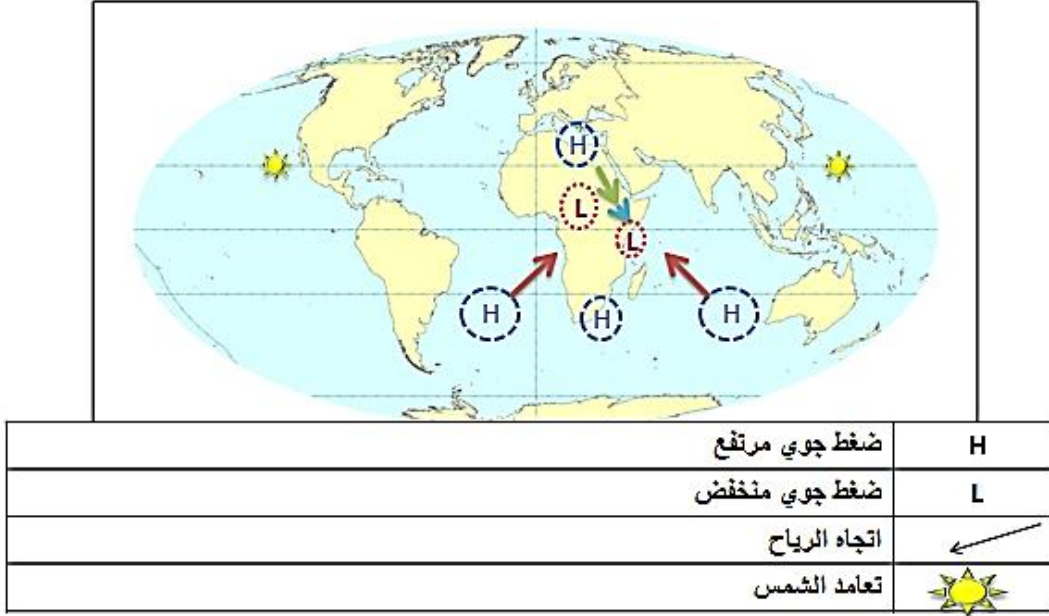 H
L
L
H
H
H
H ضغط جوي مرتفع
L ضغط جوي منخفض
اتجاه الرياح
تعامد الشمس